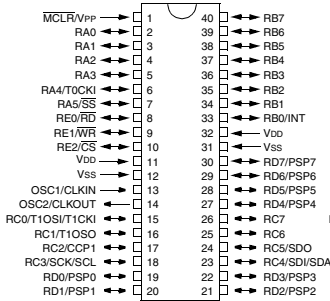 MCLR/VPP 1 40 RB7
RA0 2 39 RB6
RA1 3 38 RB5
RA2 4 37 RB4
RA3 5 36 RB3
RA4/T0CKI 6 35 RB2
RA5/SS 7 34 RB1
RE0/RD 8 33 RB0/INT
RE1/WR 9 32 VDD
RE2/CS 10 31 VSS
VDD 11 30 RD7/PSP7
VSS 12 29 RD6/PSP6
OSC1/CLKIN 13 28 RD5/PSP5
OSC2/CLKOUT 14 27 RD4/PSP4
RC0/T1OSI/T1CKI 15 26 RC7
RC1/T1OSO 16 25 RC6
RC2/CCP1 17 24 RC5/SDO
RC3/SCK/SCL 18 23 RC4/SDI/SDA
RD0/PSP0 19 22 RD3/PSP3
RD1/PSP1 20 21 RD2/PSP2